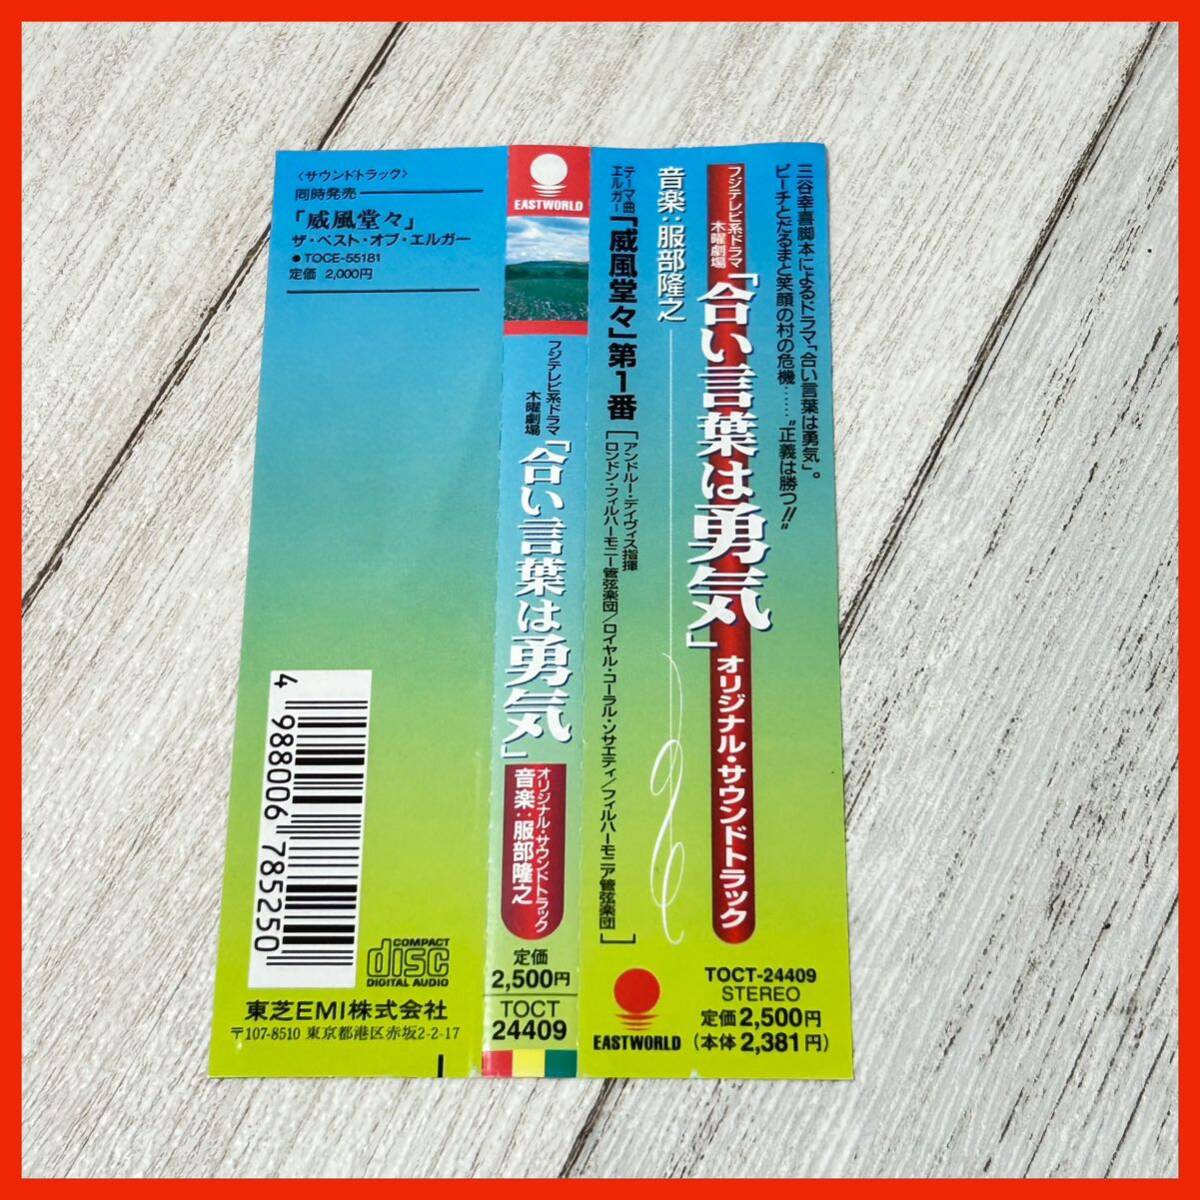 三谷幸喜脚本によるドラマ「合い言葉は勇気」。
ビーチとだるまと笑顔の村の危機……"正義は勝つ!!"
フジテレビ系ドラマ
木曜劇場
「合い言葉は勇気」
オリジナル・サウンドトラック
音楽:服部隆之
テーマ曲
エルガー
「威風堂々」第1番
アンドルー・デイヴィス指揮
ロンドン・フィルハーモニー管弦楽団/ロイヤル・コーラル・ソサエティ/フィルハーモニア管弦楽団
EASTWORLD
TOCT-24409
STEREO
定価2,500円
(本体2,381円)
EASTWORLD
フジテレビ系ドラマ
木曜劇場
「合い言葉は勇気」
オリジナル・サウンドトラック
音楽:服部隆之
定価
2,500円
TOCT
24409
〈サウンドトラック〉
同時発売
「威風堂々」
ザ・ベスト・オブ・エルガー
●TOCE-55181
定価 2,000円
4 988006 785250
COMPACT
disc
DIGITAL AUDIO
東芝EMI株式会社
〒107-8510 東京都港区赤坂2-2-17